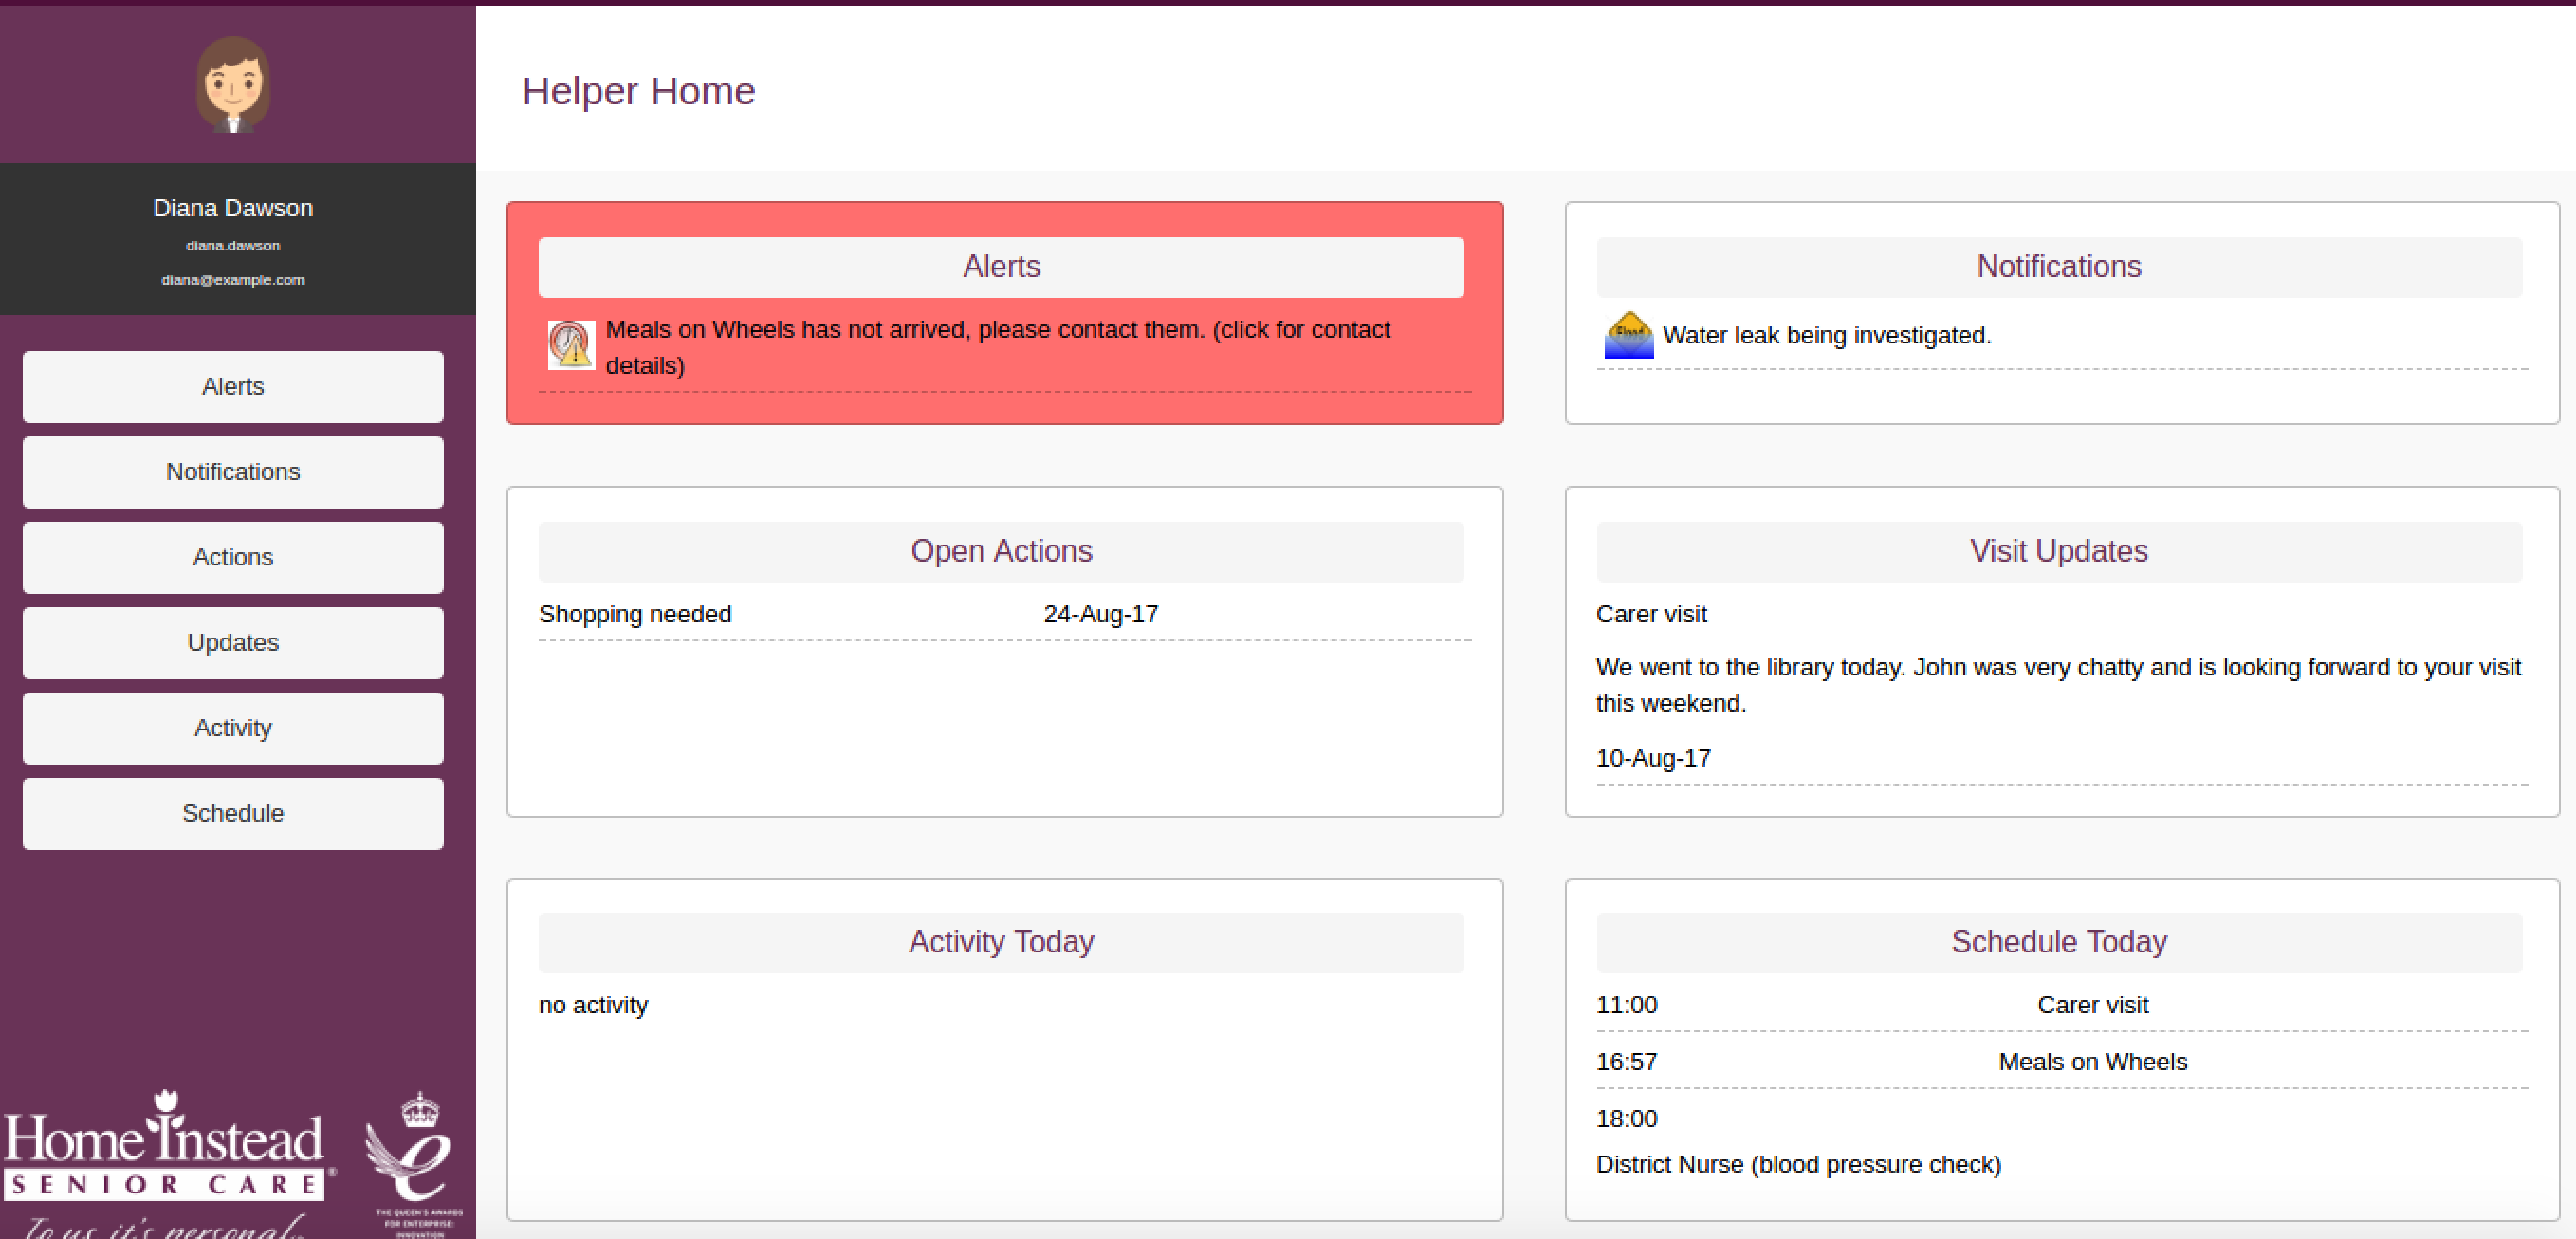 Diana Dawson
diana.dawson
diana@example.com
Alerts
Notifications
Actions
Updates
Activity
Schedule
Home Instead
SENIOR CARE
®
To us it's personal
THE QUEEN'S AWARDS
FOR ENTERPRISE:
INNOVATION
Helper Home
Alerts
Meals on Wheels has not arrived, please contact them. (click for contact
details)
Notifications
Flood
Water leak being investigated.
Open Actions
Shopping needed 24-Aug-17
Visit Updates
Carer visit
We went to the library today. John was very chatty and is looking forward to your visit
this weekend.
10-Aug-17
Activity Today
no activity
Schedule Today
11:00 Carer visit
16:57 Meals on Wheels
18:00
District Nurse (blood pressure check)